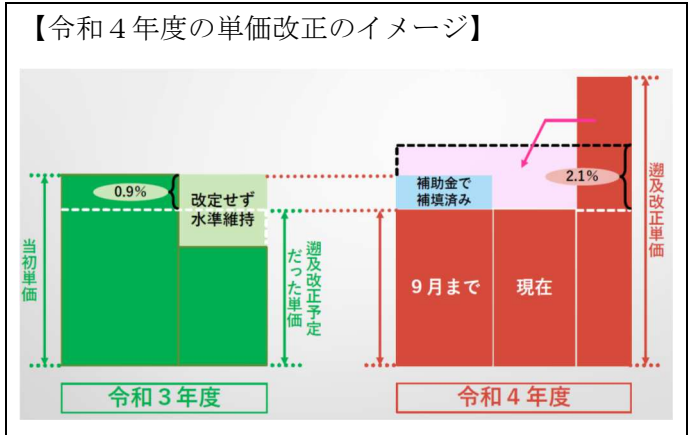 【令和４年度の単価改正のイメージ】
0.9%
改定せず
水準維持
当初単価
遡及改正予定
だった単価
補助金で
補填済み
2.1%
９月まで
現在
遡及改正単価
令和３年度
令和４年度